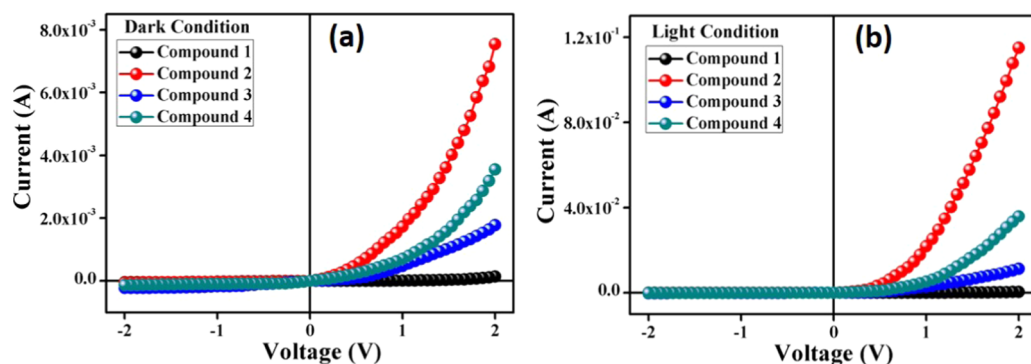 Dark Condition
(a)
Compound 1
Compound 2
Compound 3
Compound 4
8.0x10⁻³
6.0x10⁻³
4.0x10⁻³
2.0x10⁻³
0.0
Current (A)
-2 -1 0 1 2
Voltage (V)
Light Condition
(b)
Compound 1
Compound 2
Compound 3
Compound 4
1.2x10⁻¹
8.0x10⁻²
4.0x10⁻²
0.0
Current (A)
-2 -1 0 1 2
Voltage (V)